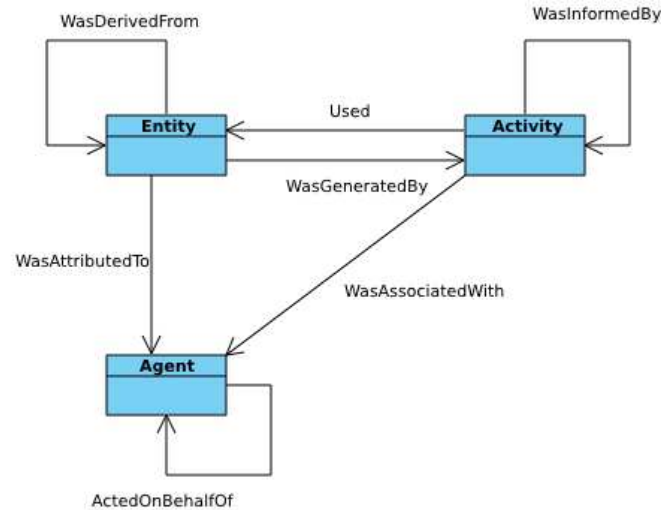 WasDerivedFrom
WasInformedBy
Used
Entity
Activity
WasGeneratedBy
WasAttributedTo
WasAssociatedWith
Agent
ActedOnBehalfOf